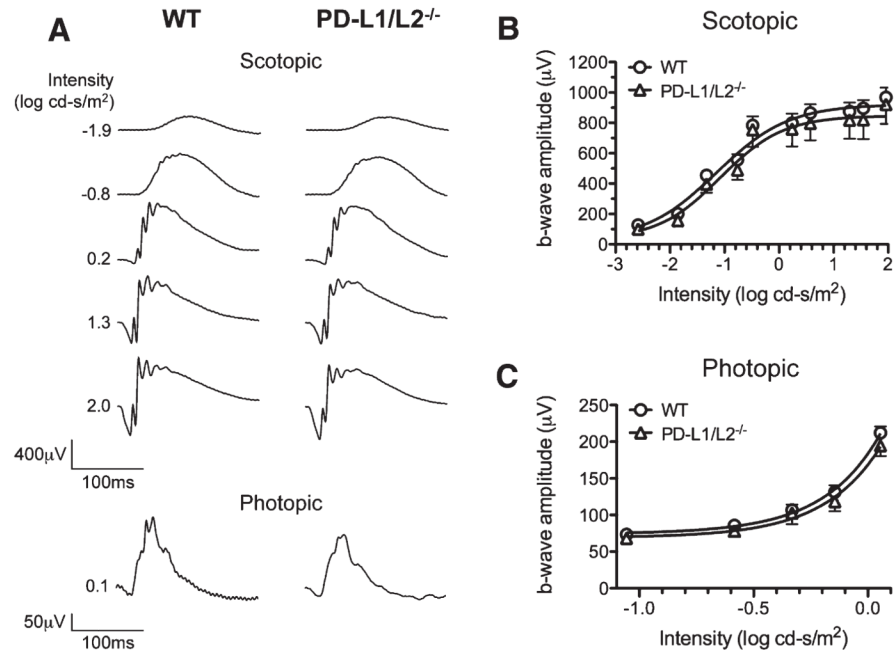 A
WT
PD-L1/L2-/-
Scotopic
Intensity
(log cd-s/m²)
-1.9
-0.8
0.2
1.3
2.0
400µV
100ms
Photopic
0.1
50µV
100ms
B
Scotopic
WT
PD-L1/L2-/-
b-wave amplitude (µV)
1200
1000
800
600
400
200
0
-3 -2 -1 0 1 2
Intensity (log cd-s/m²)
C
Photopic
WT
PD-L1/L2-/-
b-wave amplitude (µV)
250
200
150
100
50
0
-1.0 -0.5 0.0
Intensity (log cd-s/m²)